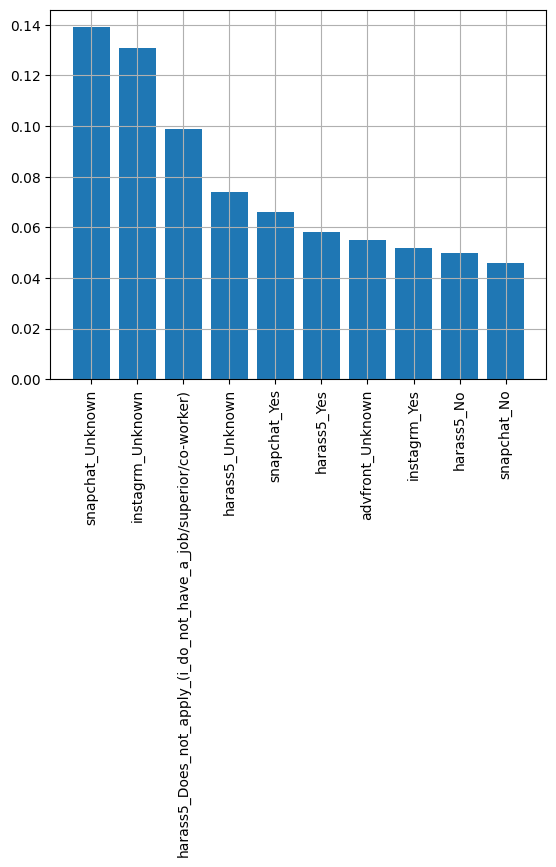 0.14
0.12
0.10
0.08
0.06
0.04
0.02
0.00
snapchat_Unknown
instagrm_Unknown
harass5_Does_not_apply_(i_do_not_have_a_job/superior/co-worker)
harass5_Unknown
snapchat_Yes
harass5_Yes
advfront_Unknown
instagrm_Yes
harass5_No
snapchat_No